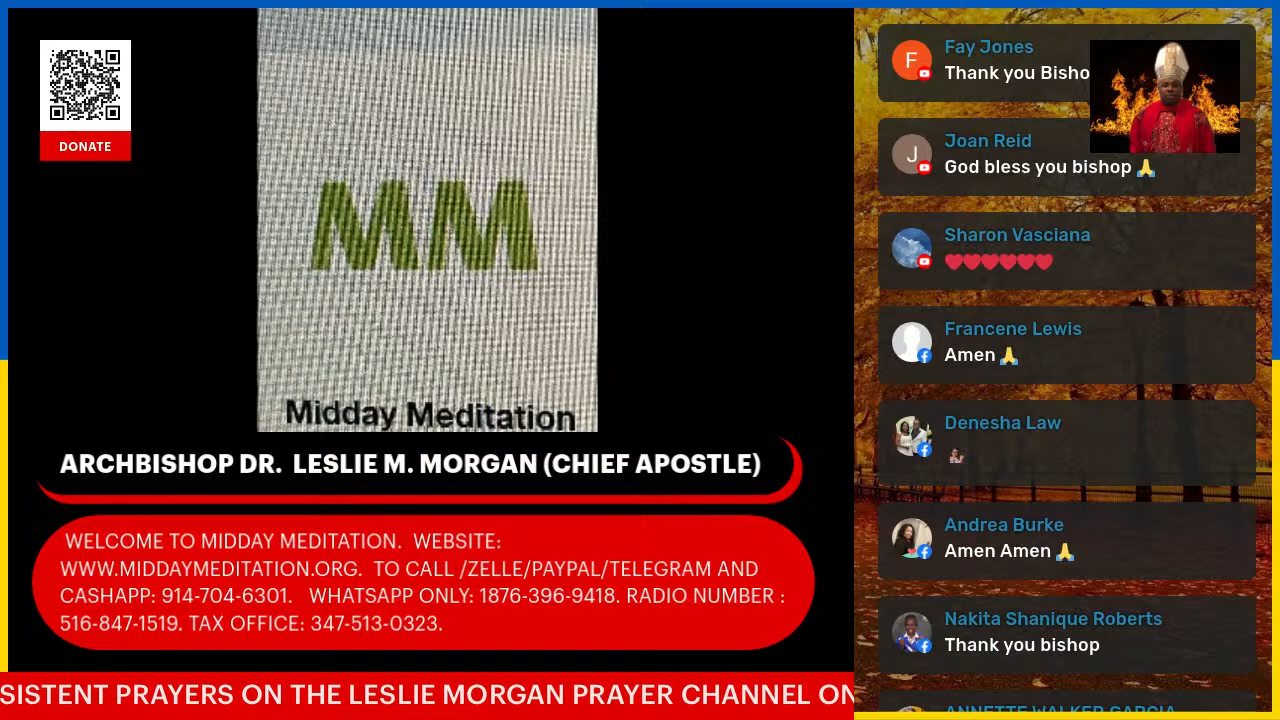 DONATE
MM
Midday Meditation
ARCHBISHOP DR. LESLIE M. MORGAN (CHIEF APOSTLE)
WELCOME TO MIDDAY MEDITATION. WEBSITE:
WWW.MIDDAYMEDITATION.ORG. TO CALL /ZELLE/PAYPAL/TELEGRAM AND
CASHAPP: 914-704-6301. WHATSAPP ONLY: 1876-396-9418. RADIO NUMBER :
516-847-1519. TAX OFFICE: 347-513-0323.
SISTENT PRAYERS ON THE LESLIE MORGAN PRAYER CHANNEL ON
F
Fay Jones
Thank you Bisho
J
Joan Reid
God bless you bishop 🙏
Sharon Vasciana
❤️❤️❤️❤️❤️❤️
Francene Lewis
Amen 🙏
Denesha Law
Andrea Burke
Amen Amen 🙏
Nakita Shanique Roberts
Thank you bishop
ANNETTE WALKER GARCIA